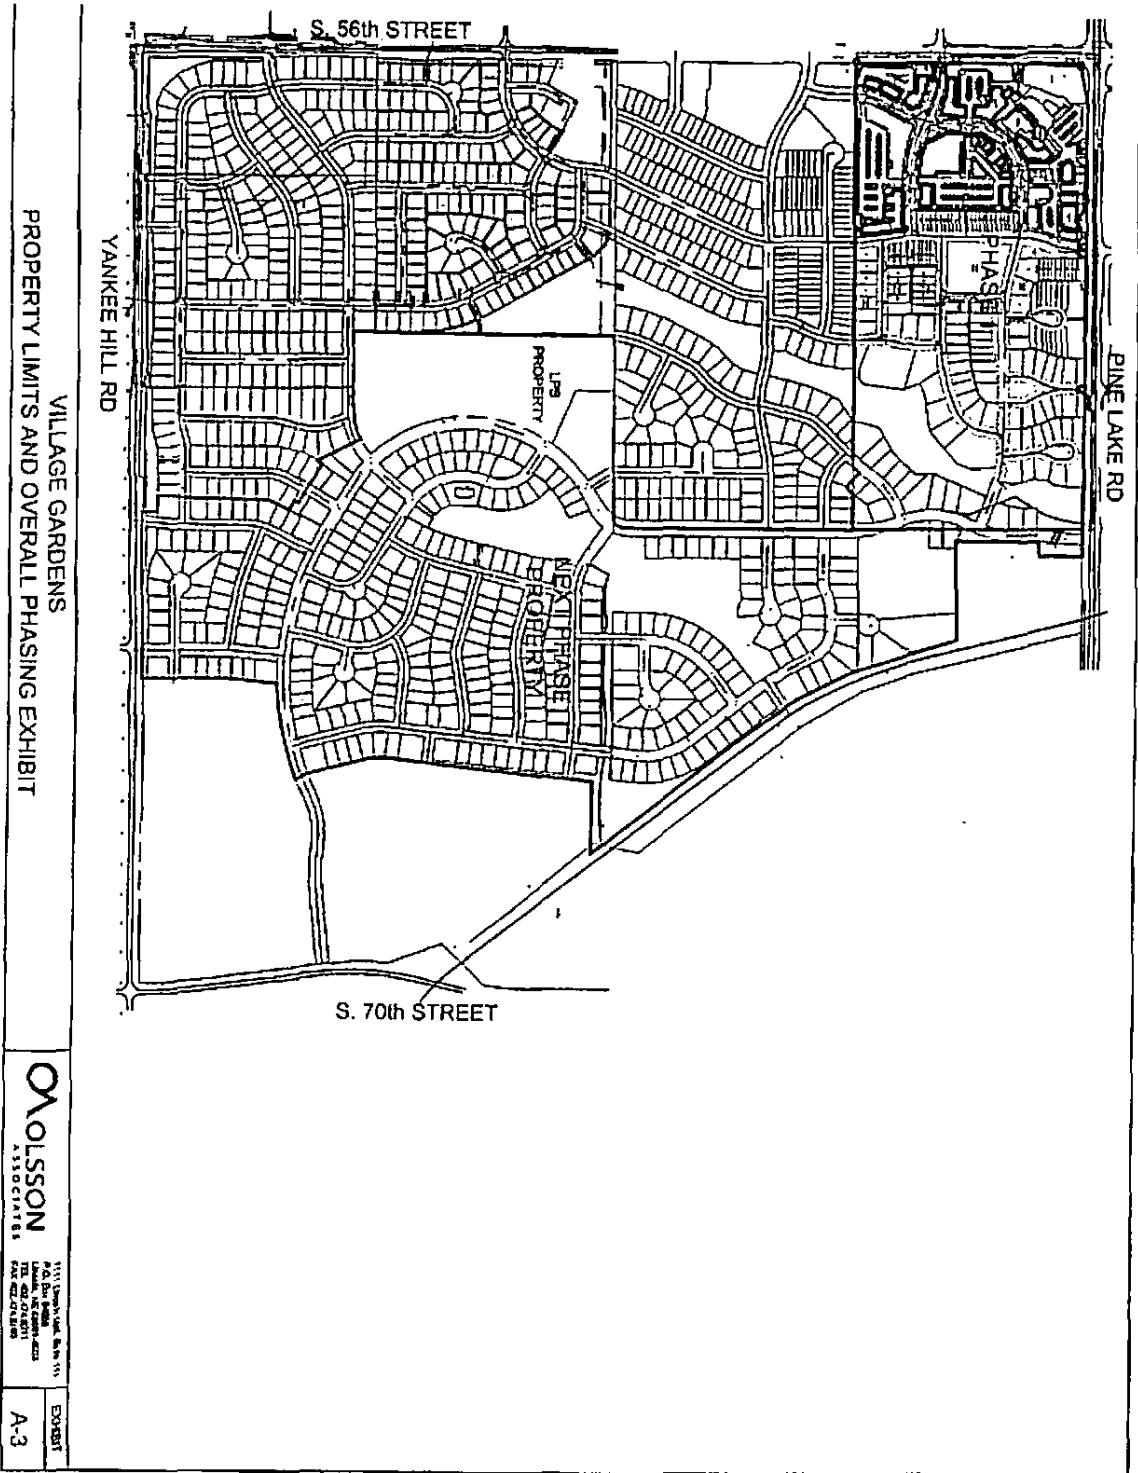 S. 56th STREET
PINE LAKE RD
PHASE I
YANKEE HILL RD
LPS
PROPERTY
NEXT PHASE
PROPERTY
S. 70th STREET
VILLAGE GARDENS
PROPERTY LIMITS AND OVERALL PHASING EXHIBIT
OLSSON
ASSOCIATES
EXHIBIT
A-3